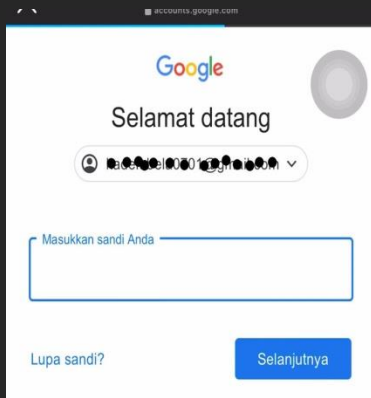 accounts.google.com
Google
Selamat datang
Masukkan sandi Anda
Lupa sandi?
Selanjutnya